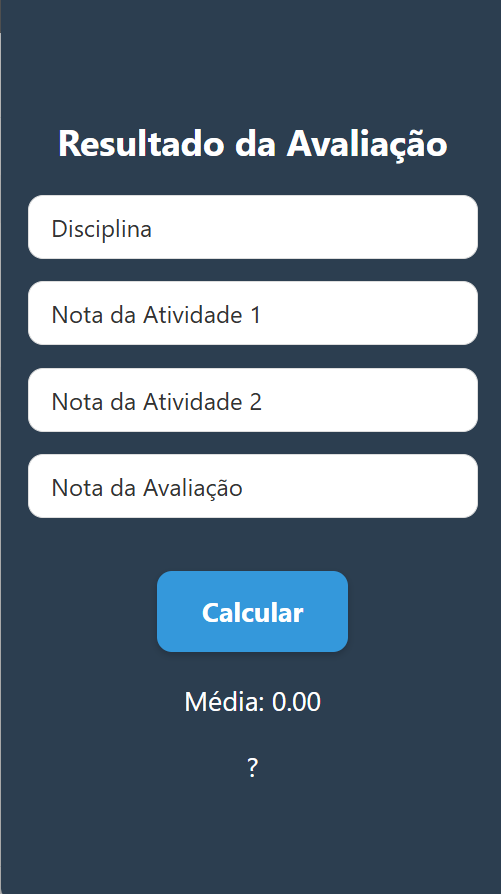 Resultado da Avaliação
Disciplina
Nota da Atividade 1
Nota da Atividade 2
Nota da Avaliação
Calcular
Média: 0.00
?